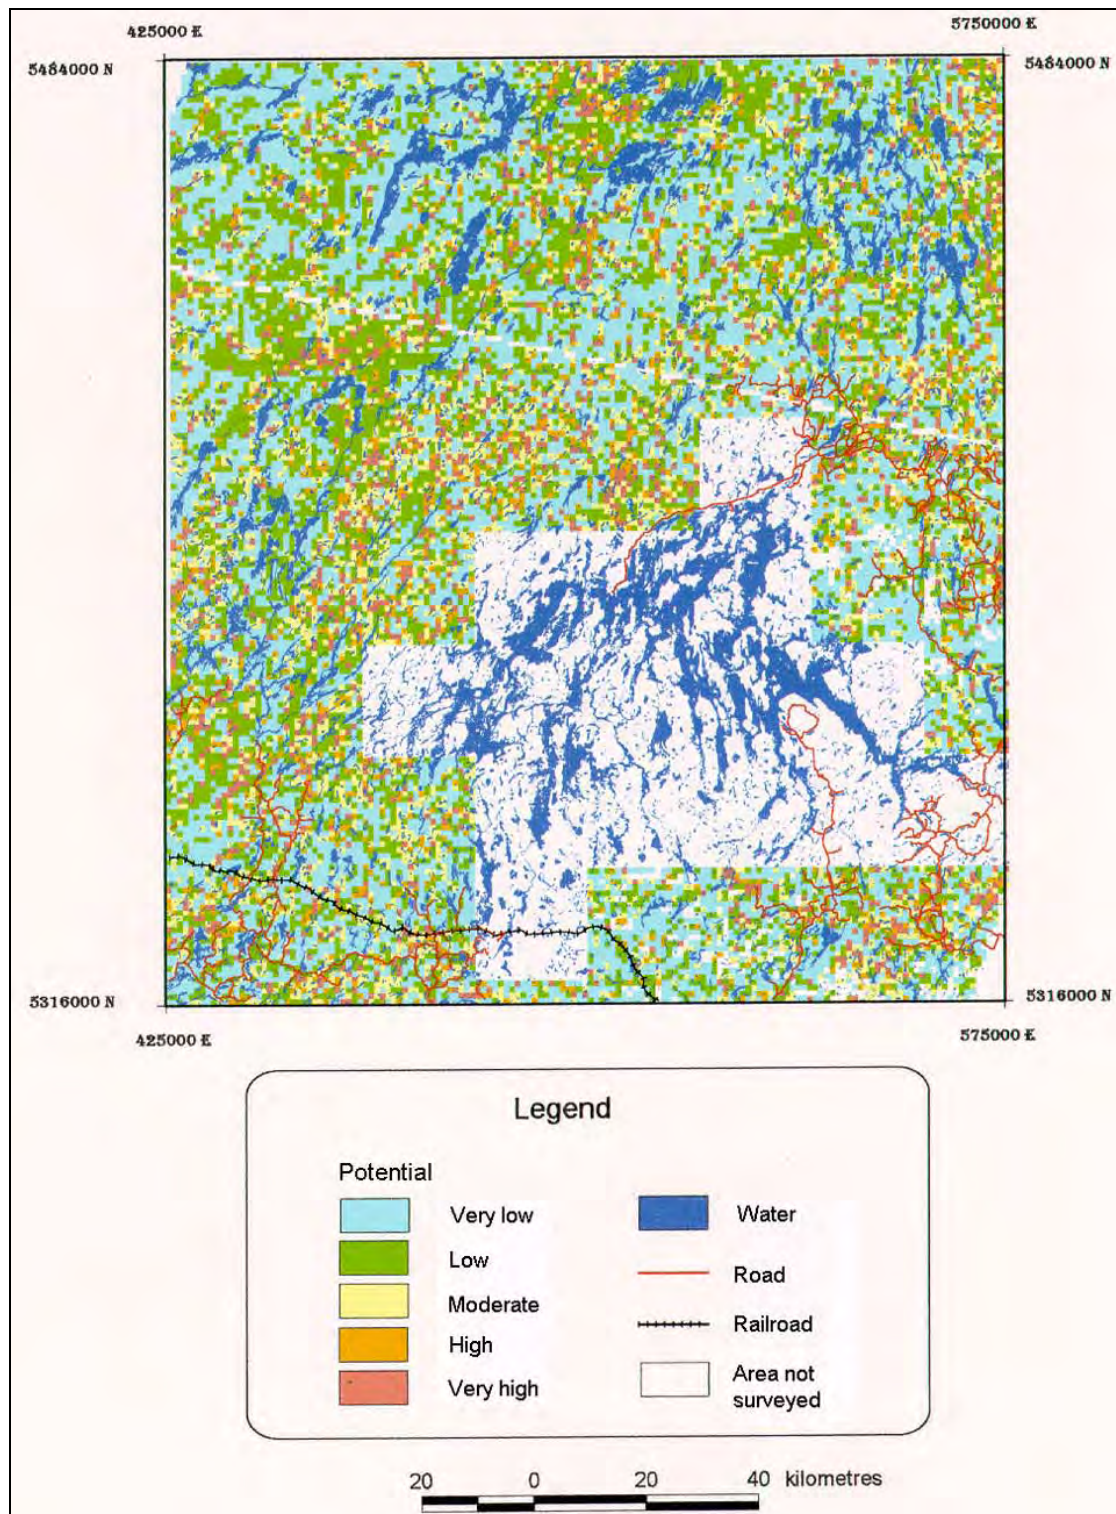 425000 E
5750000 E
5484000 N
5484000 N
5316000 N
5316000 N
425000 E
575000 E
Legend
Potential
Very low
Low
Moderate
High
Very high
Water
Road
Railroad
Area not
surveyed
20 0 20 40 kilometres